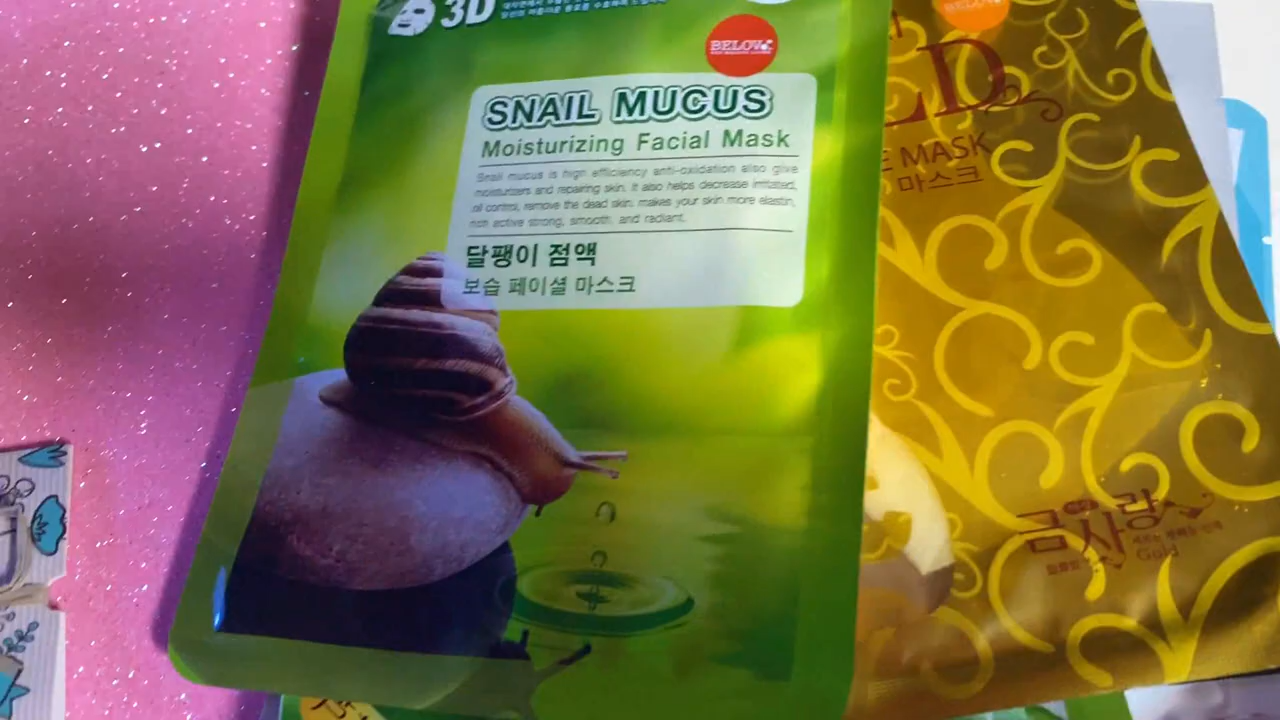 3D
BELOV
SNAIL MUCUS
Moisturizing Facial Mask
Snail mucus is high efficiency anti-oxidation also give
moisturizers and repairing skin. It also helps decrease irritated,
oil control, remove the dead skin. makes your skin more elastin,
rich active strong, smooth, and radiant.
달팽이 점액
보습 페이셜 마스크
LD
E MASK
마스크
금사랑
Gold